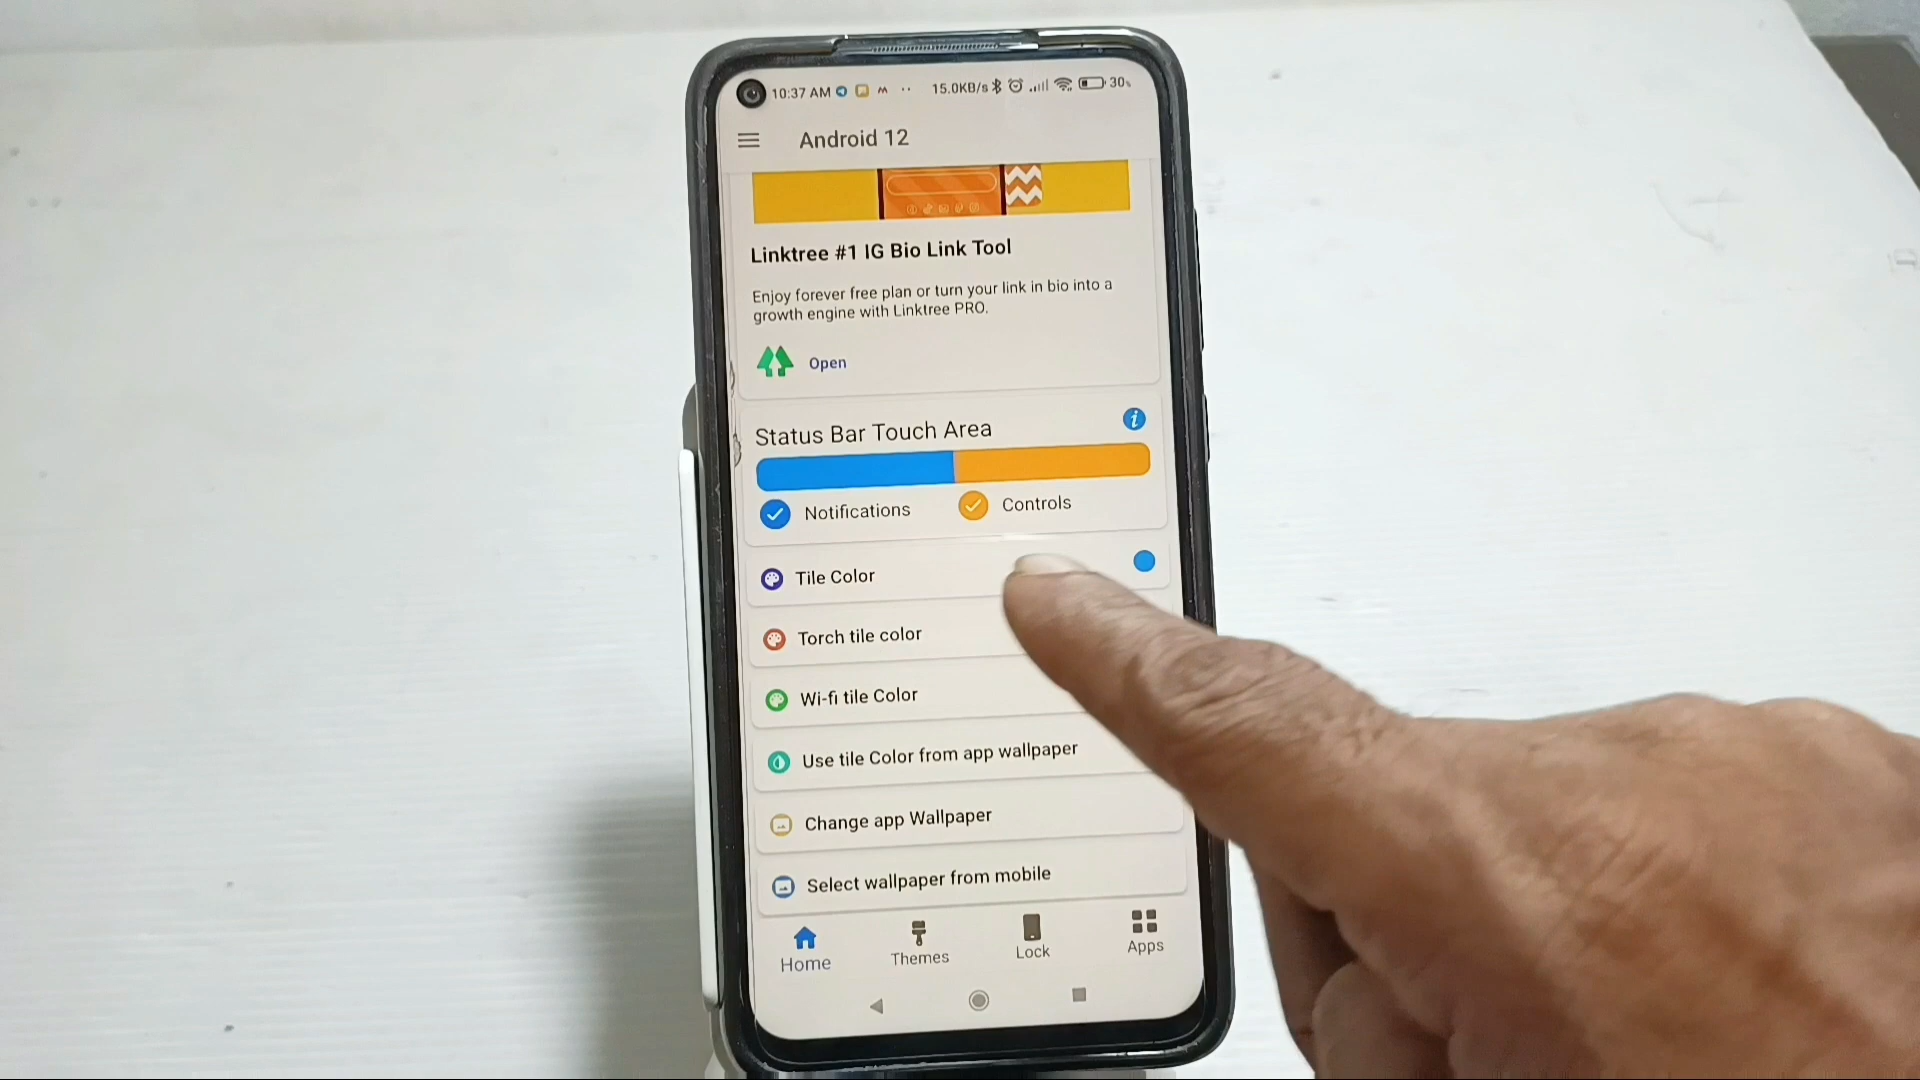 10:37 AM 15.0KB/s 30%
Android 12
Linktree #1 IG Bio Link Tool
Enjoy forever free plan or turn your link in bio into a
growth engine with Linktree PRO.
Open
Status Bar Touch Area
Notifications Controls
Tile Color
Torch tile color
Wi-fi tile Color
Use tile Color from app wallpaper
Change app Wallpaper
Select wallpaper from mobile
Home Themes Lock Apps